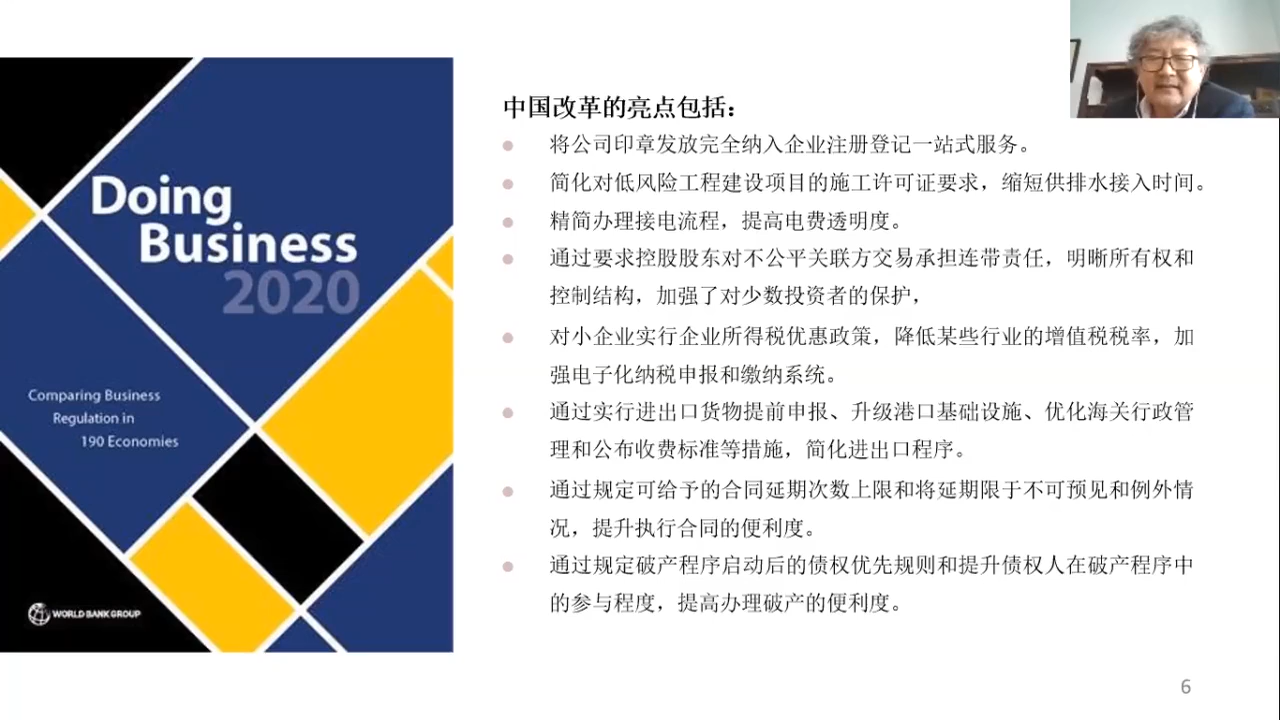 Doing
Business
2020
Comparing Business
Regulation in
190 Economies
WORLD BANK GROUP
中国改革的亮点包括：
将公司印章发放完全纳入企业注册登记一站式服务。
简化对低风险工程建设项目的施工许可证要求，缩短供排水接入时间。
精简办理接电流程，提高电费透明度。
通过要求控股股东对不公平关联方交易承担连带责任，明晰所有权和
控制结构，加强了对少数投资者的保护，
对小企业实行企业所得税优惠政策，降低某些行业的增值税税率，加
强电子化纳税申报和缴纳系统。
通过实行进出口货物提前申报、升级港口基础设施、优化海关行政管
理和公布收费标准等措施，简化进出口程序。
通过规定可给予的合同延期次数上限和将延期限于不可预见和例外情
况，提升执行合同的便利度。
通过规定破产程序启动后的债权优先规则和提升债权人在破产程序中
的参与程度，提高办理破产的便利度。
6